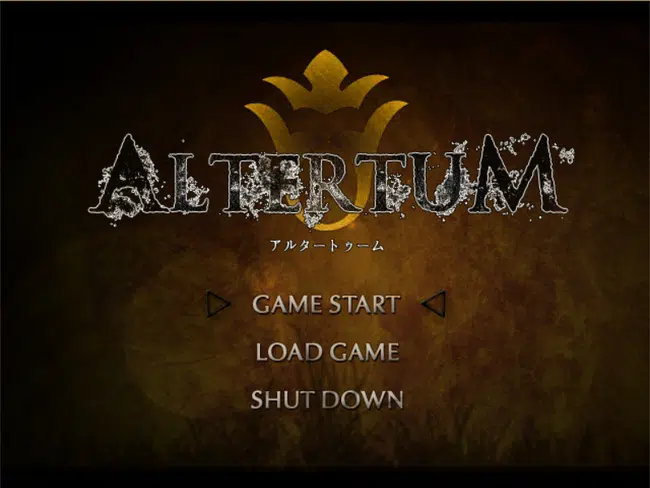 ALTERTUM
アルタートゥーム
GAME START
LOAD GAME
SHUT DOWN